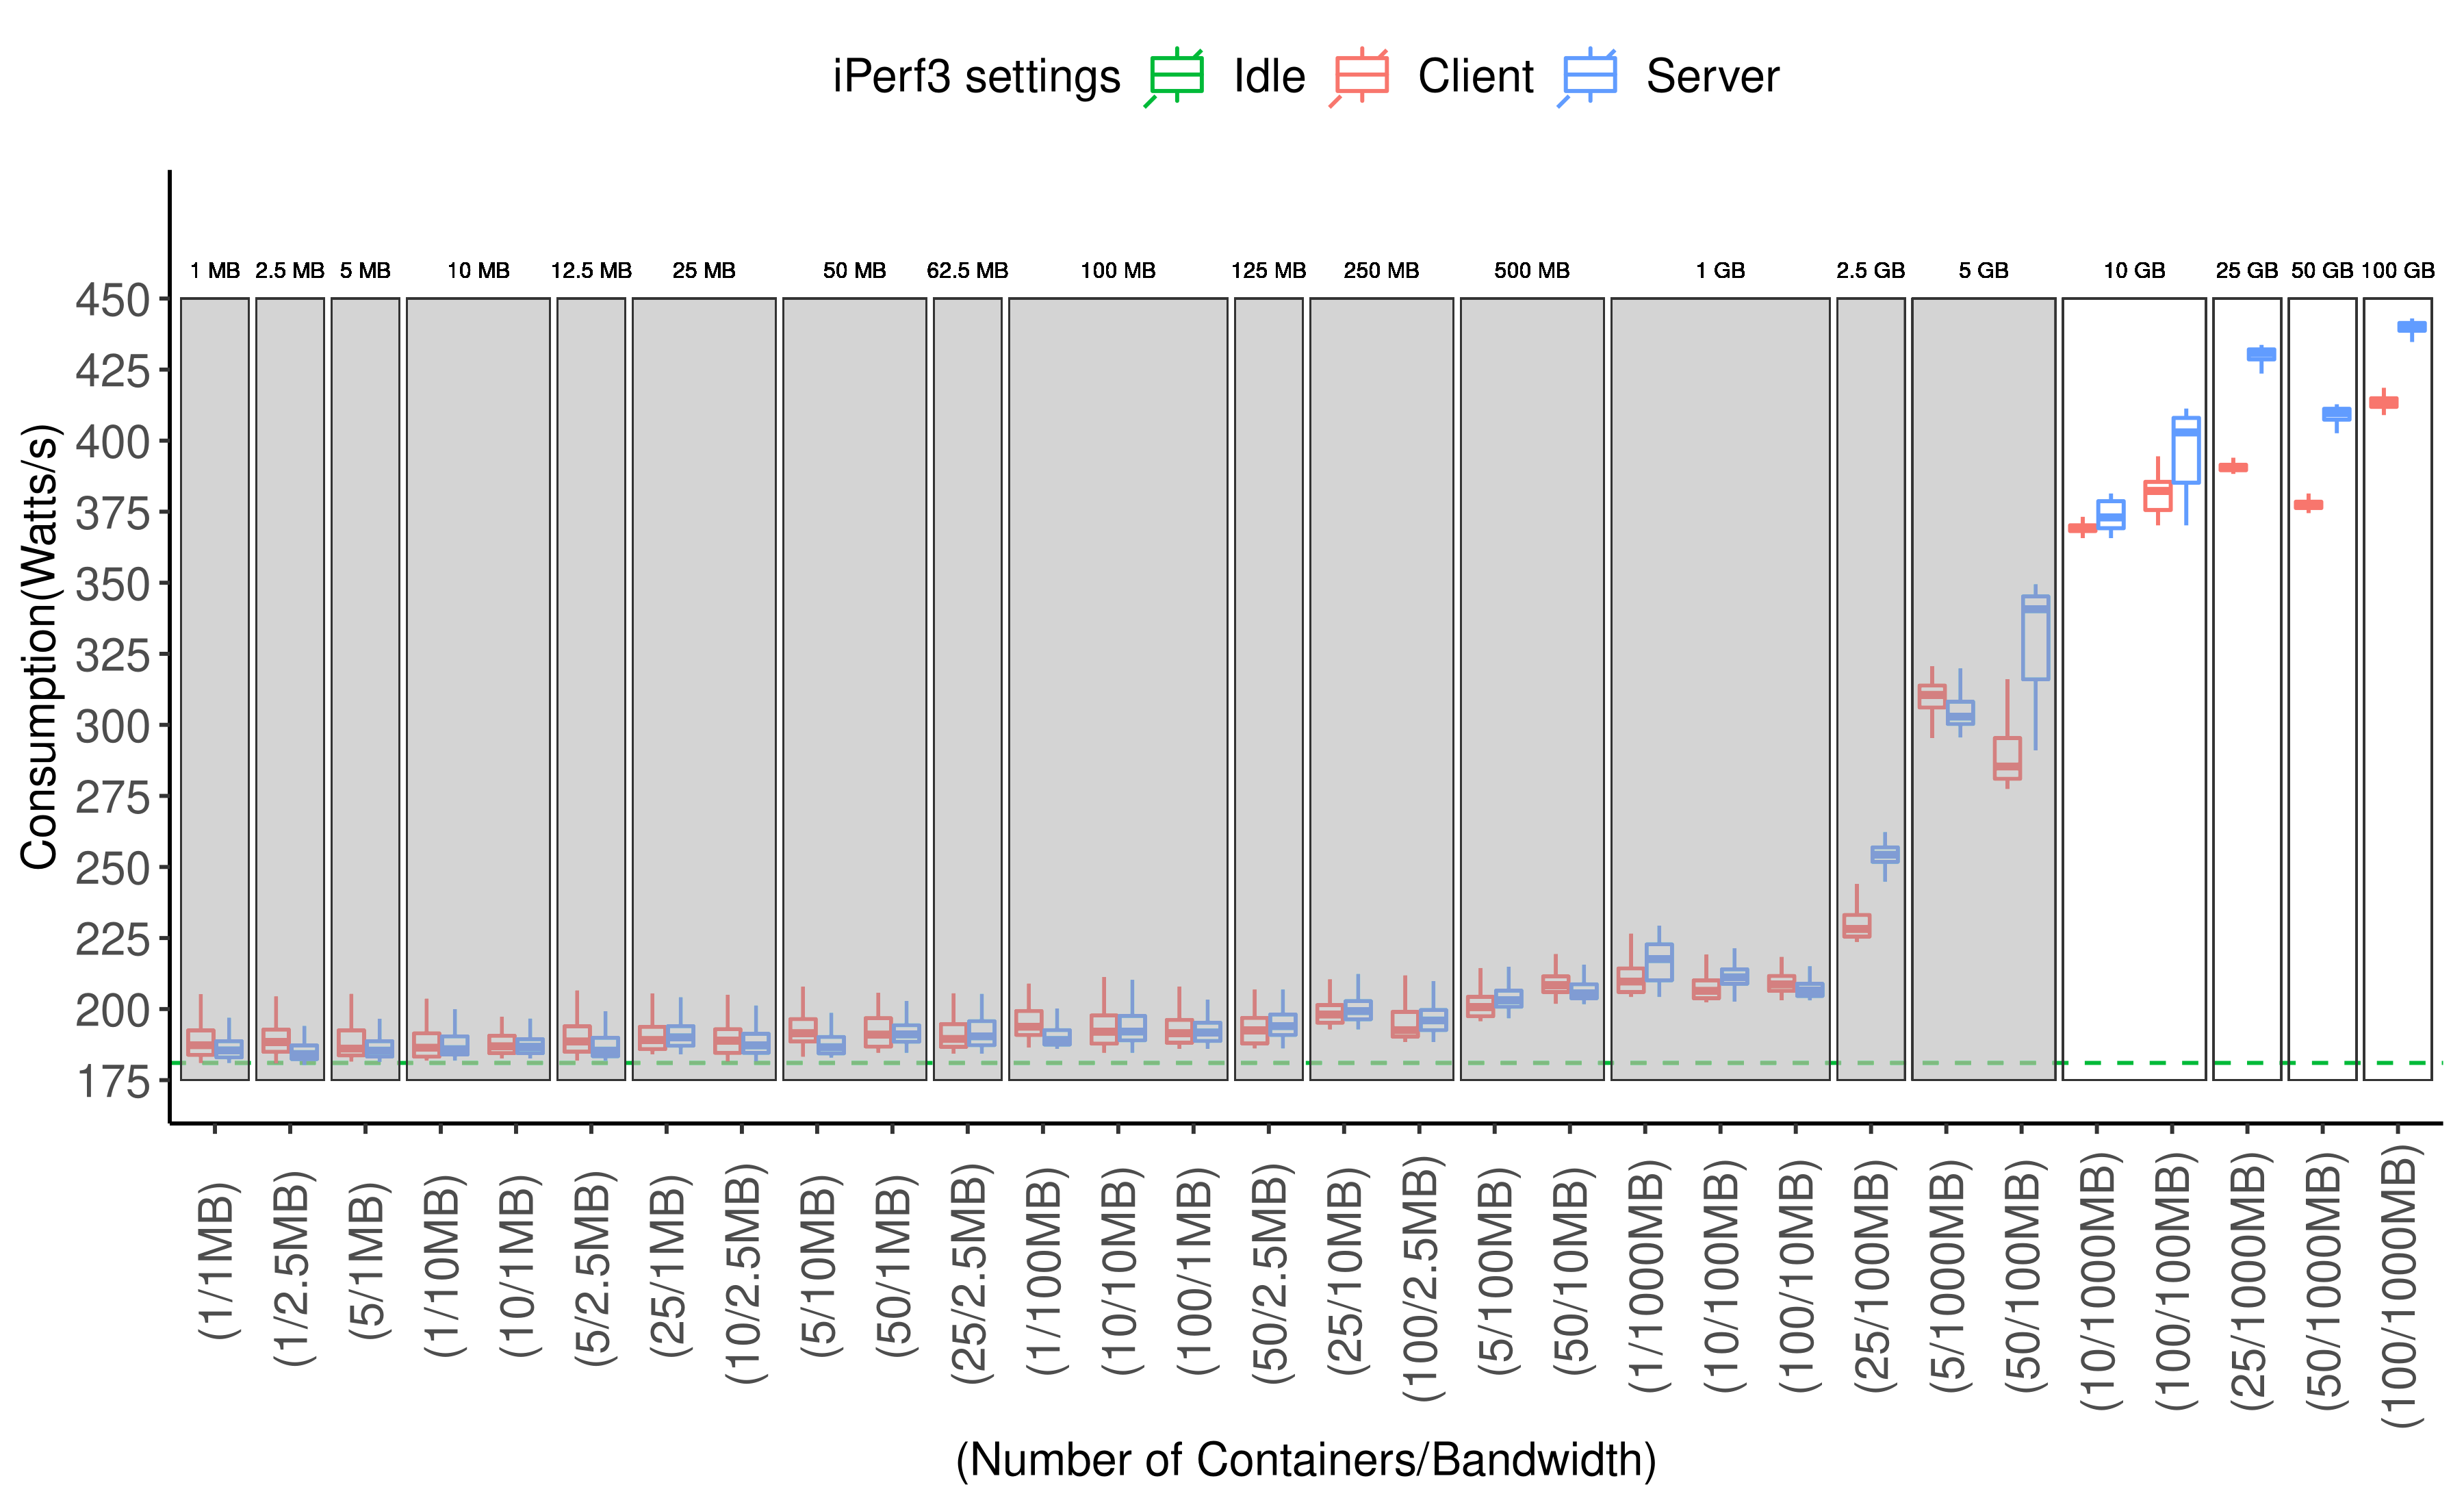 iPerf3 settings Idle Client Server
1 MB 2.5 MB 5 MB 10 MB 12.5 MB 25 MB 50 MB 62.5 MB 100 MB 125 MB 250 MB 500 MB 1 GB 2.5 GB 5 GB 10 GB 25 GB 50 GB 100 GB
Consumption(Watts/s)
450
425
400
375
350
325
300
275
250
225
200
175
(1/1MB)
(1/2.5MB)
(5/1MB)
(1/10MB)
(10/1MB)
(5/2.5MB)
(25/1MB)
(10/2.5MB)
(5/10MB)
(50/1MB)
(25/2.5MB)
(1/100MB)
(10/10MB)
(100/1MB)
(50/2.5MB)
(25/10MB)
(100/2.5MB)
(5/100MB)
(50/10MB)
(1/1000MB)
(10/100MB)
(100/10MB)
(25/100MB)
(5/1000MB)
(50/100MB)
(10/1000MB)
(100/100MB)
(25/1000MB)
(50/1000MB)
(100/1000MB)
(Number of Containers/Bandwidth)